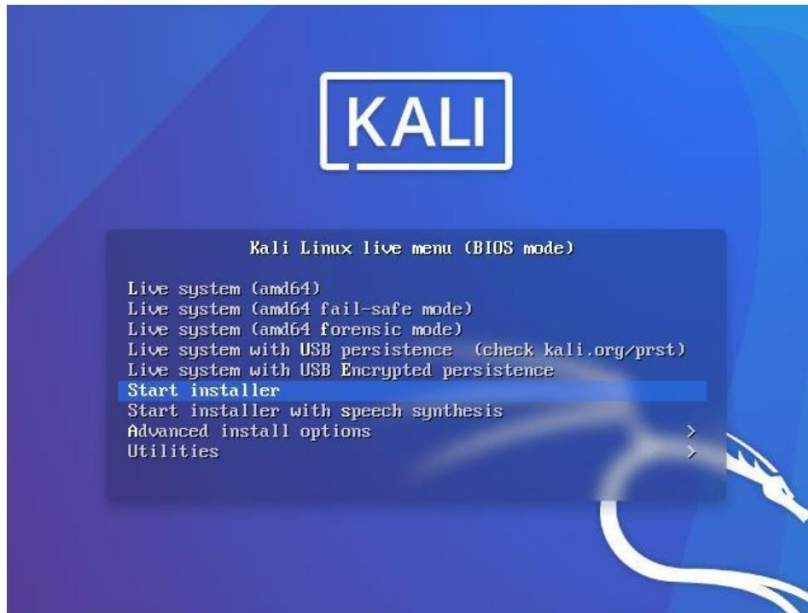 KALI
Kali Linux live menu (BIOS mode)
Live system (amd64)
Live system (amd64 fail-safe mode)
Live system (amd64 forensic mode)
Live system with USB persistence (check kali.org/prst)
Live system with USB Encrypted persistence
Start installer
Start installer with speech synthesis
Advanced install options >
Utilities >